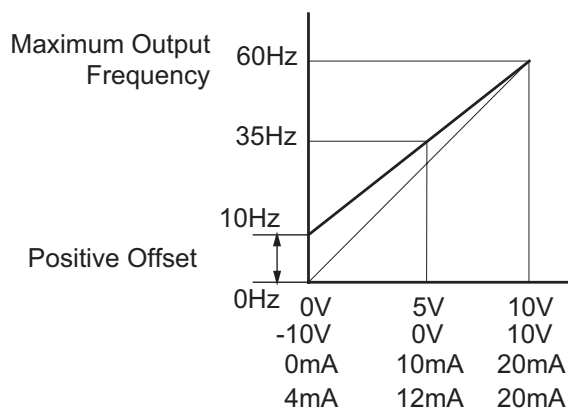 Maximum Output
Frequency
60Hz
35Hz
10Hz
Positive Offset
0Hz
0V 5V 10V
-10V 0V 10V
0mA 10mA 20mA
4mA 12mA 20mA